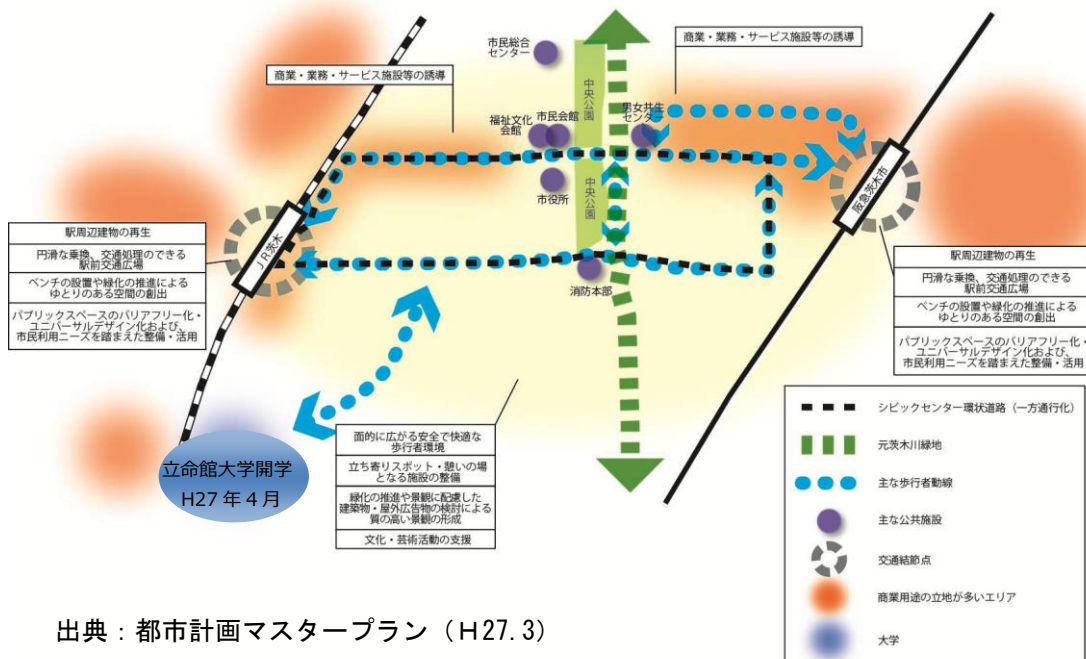 市民総合
センター
商業・業務・サービス施設等の誘導
商業・業務・サービス施設等の誘導
中央公園
福祉文化
会館
市民会館
男女共生
センター
市役所
中央公園
阪急茨木市
JR茨木
消防本部
駅周辺建物の再生
円滑な乗換、交通処理のできる
駅前交通広場
ベンチの設置や緑化の推進による
ゆとりのある空間の創出
パブリックスペースのバリアフリー化・
ユニバーサルデザイン化および、
市民利用ニーズを踏まえた整備・活用
駅周辺建物の再生
円滑な乗換、交通処理のできる
駅前交通広場
ベンチの設置や緑化の推進による
ゆとりのある空間の創出
パブリックスペースのバリアフリー化・
ユニバーサルデザイン化および、
市民利用ニーズを踏まえた整備・活用
立命館大学開学
H27年4月
面的に広がる安全で快適な
歩行者環境
立ち寄りスポット・憩いの場
となる施設の整備
緑化の推進や景観に配慮した
建築物・屋外広告物の検討による
質の高い景観の形成
文化・芸術活動の支援
シビックセンター環状道路（一方通行化）
元茨木川緑地
主な歩行者動線
主な公共施設
交通結節点
商業用途の立地が多いエリア
大学
出典：都市計画マスタープラン（H27.3）